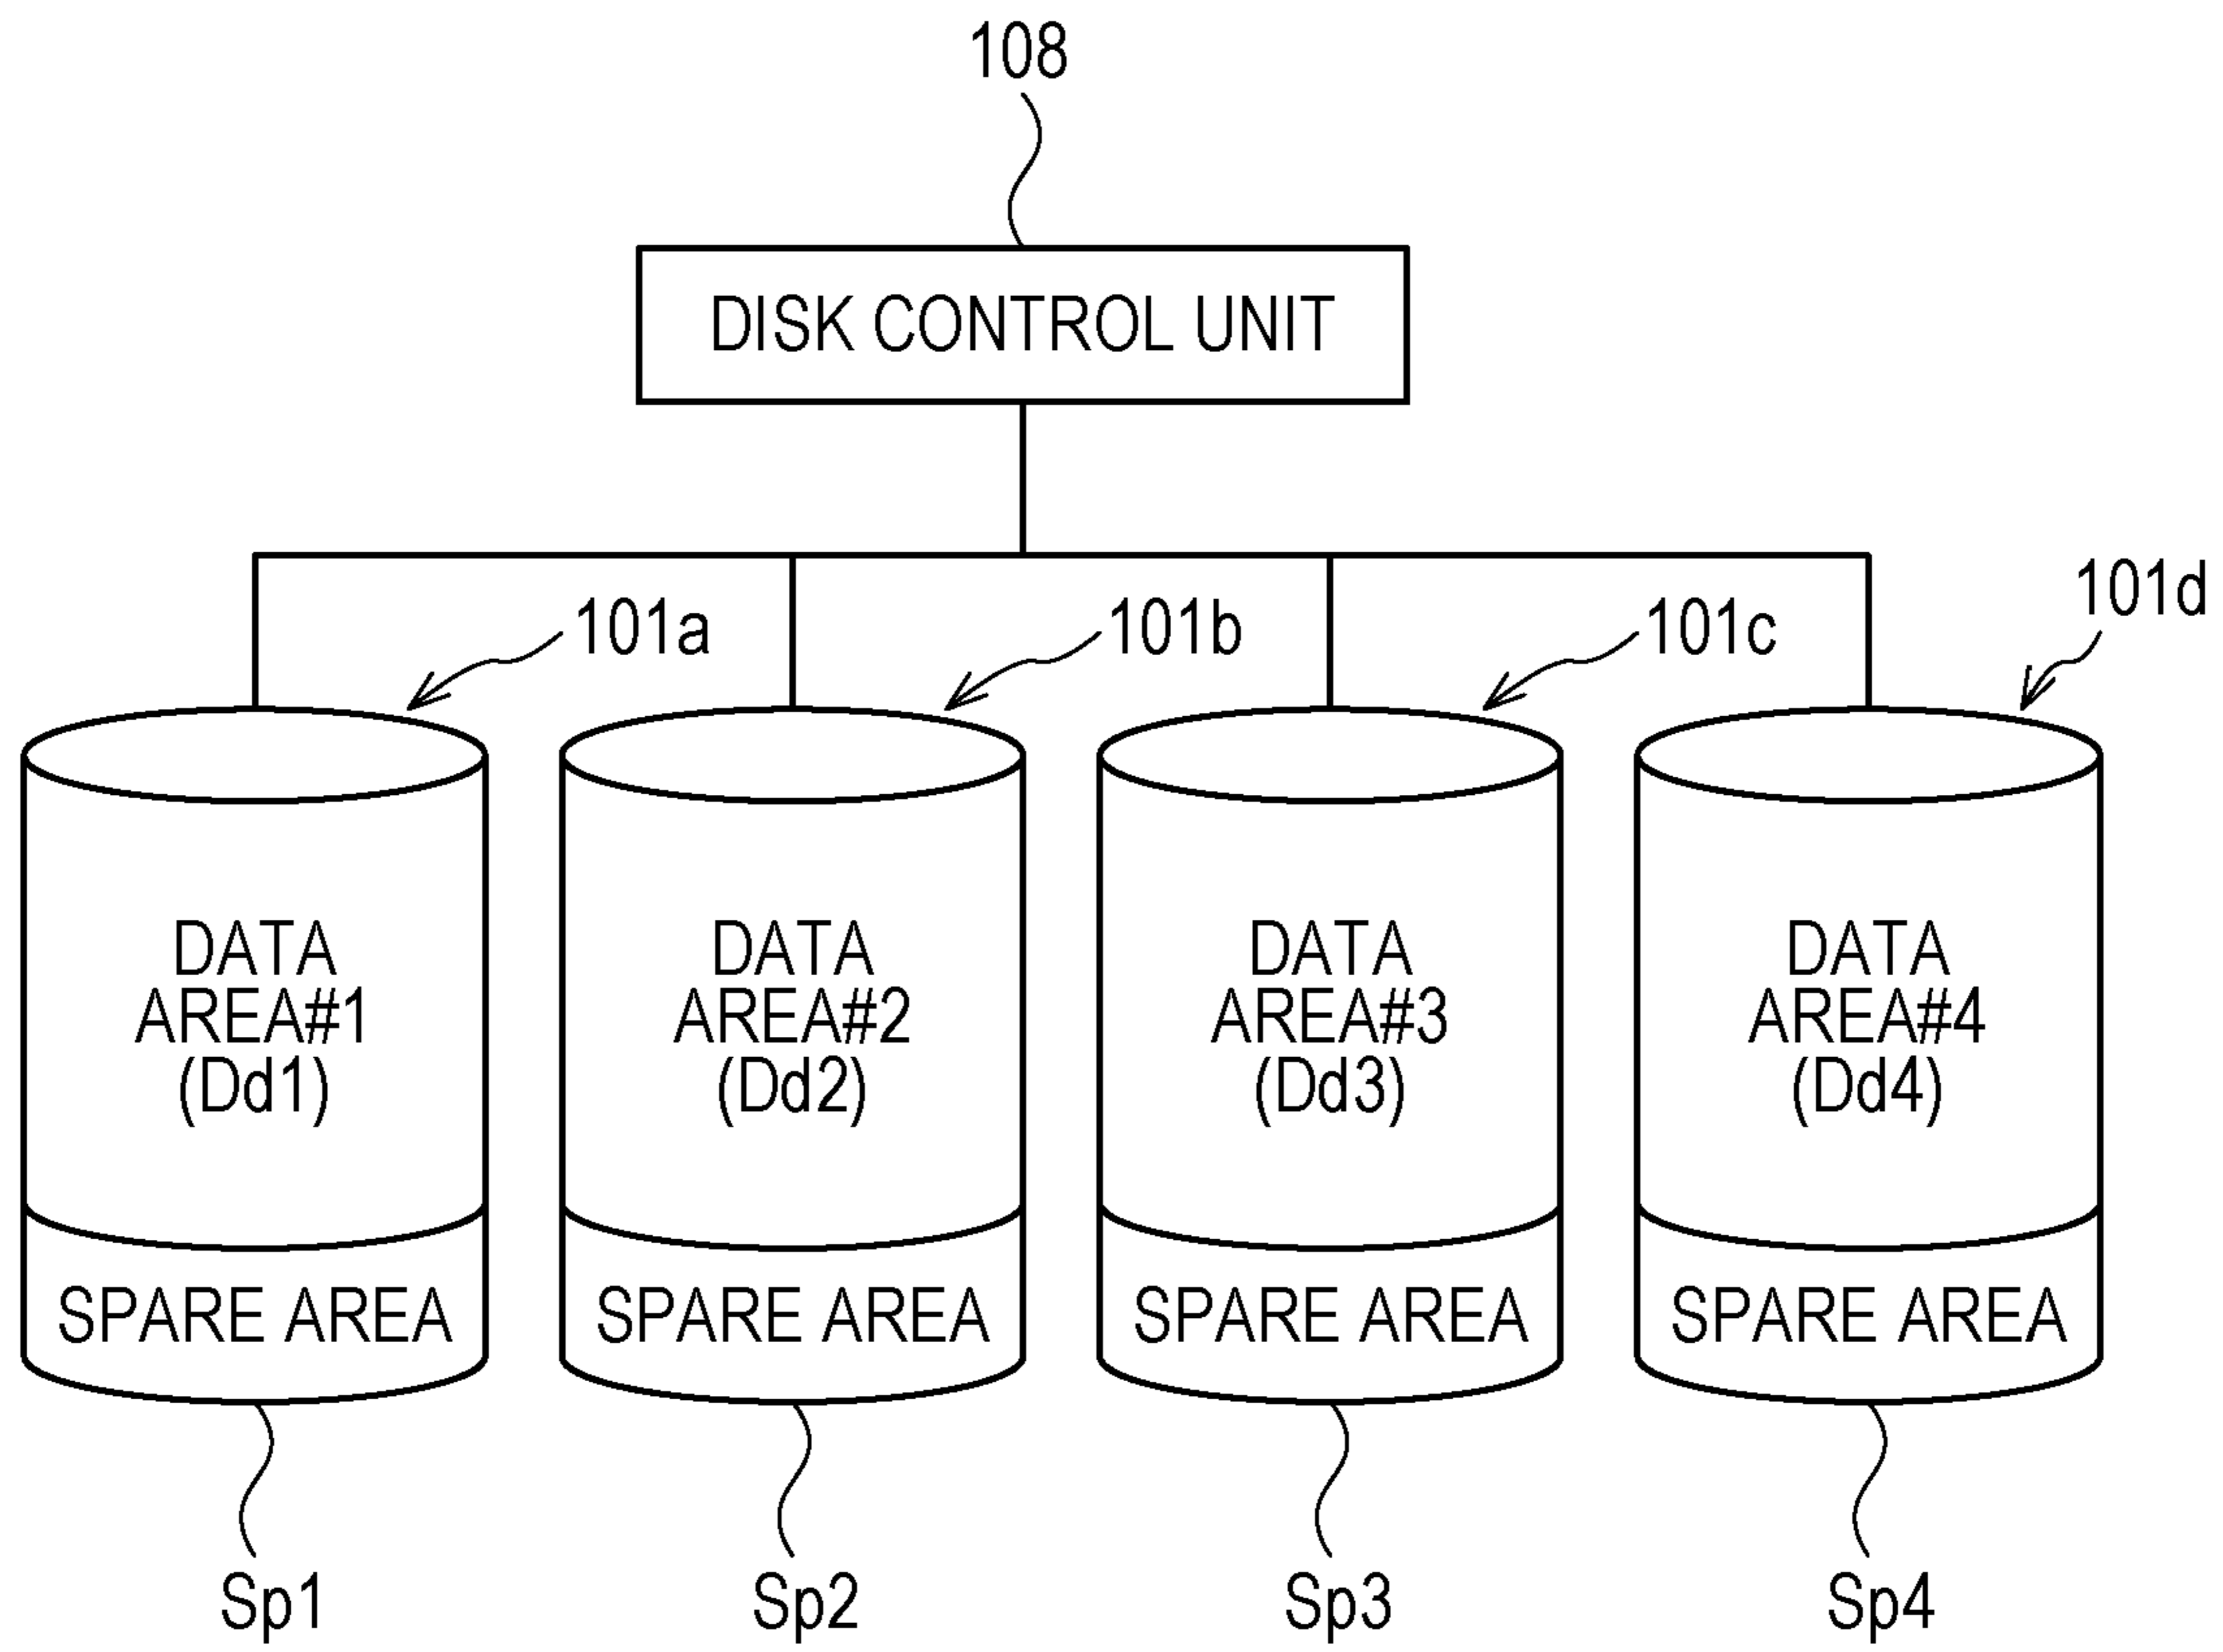 108
DISK CONTROL UNIT
101a
101b
101c
101d
DATA
AREA#1
(Dd1)
DATA
AREA#2
(Dd2)
DATA
AREA#3
(Dd3)
DATA
AREA#4
(Dd4)
SPARE AREA
SPARE AREA
SPARE AREA
SPARE AREA
Sp1
Sp2
Sp3
Sp4